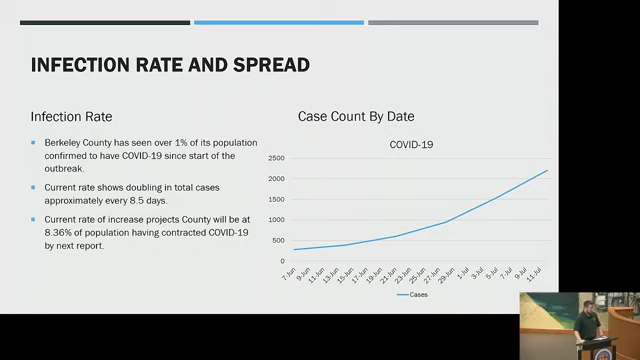 INFECTION RATE AND SPREAD
Infection Rate
Berkeley County has seen over 1% of its population
confirmed to have COVID-19 since start of the
outbreak.
Current rate shows doubling in total cases
approximately every 8.5 days.
Current rate of increase projects County will be at
8.36% of population having contracted COVID-19
by next report.
Case Count By Date
COVID-19
2500
2000
1500
1000
500
0
7-Jun
9-Jun
11-Jun
13-Jun
15-Jun
17-Jun
19-Jun
21-Jun
23-Jun
25-Jun
27-Jun
29-Jun
1-Jul
3-Jul
5-Jul
7-Jul
9-Jul
11-Jul
Cases